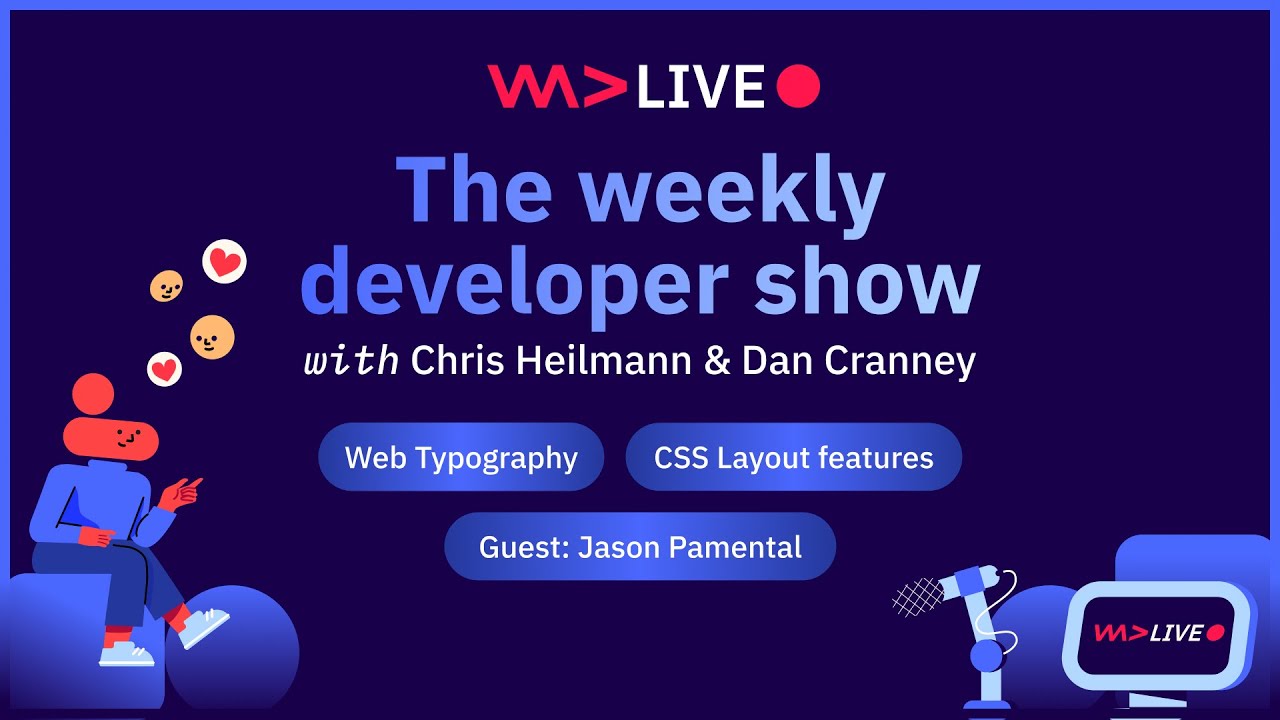 LIVE
The weekly
developer show
with Chris Heilmann & Dan Cranney
Web Typography
CSS Layout features
Guest: Jason Pamental
LIVE